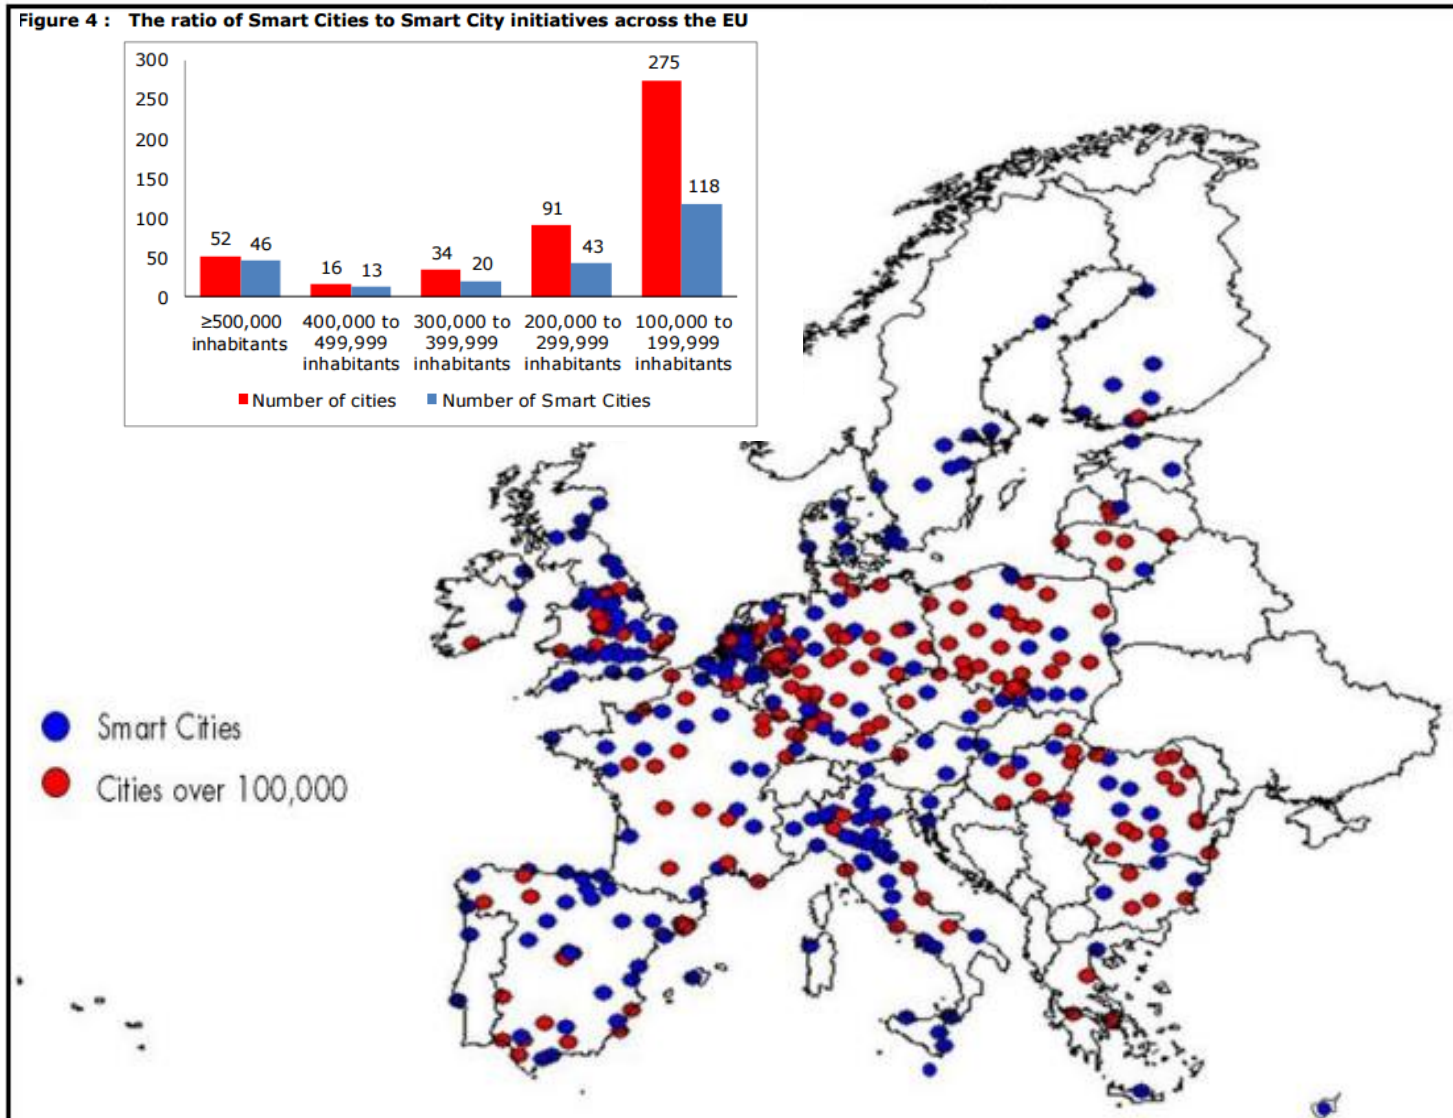 Figure 4 : The ratio of Smart Cities to Smart City initiatives across the EU
300
250
200
150
100
50
0
52
46
16
13
34
20
91
43
275
118
≥500,000
inhabitants
400,000 to
499,999
inhabitants
300,000 to
399,999
inhabitants
200,000 to
299,999
inhabitants
100,000 to
199,999
inhabitants
Number of cities
Number of Smart Cities
Smart Cities
Cities over 100,000